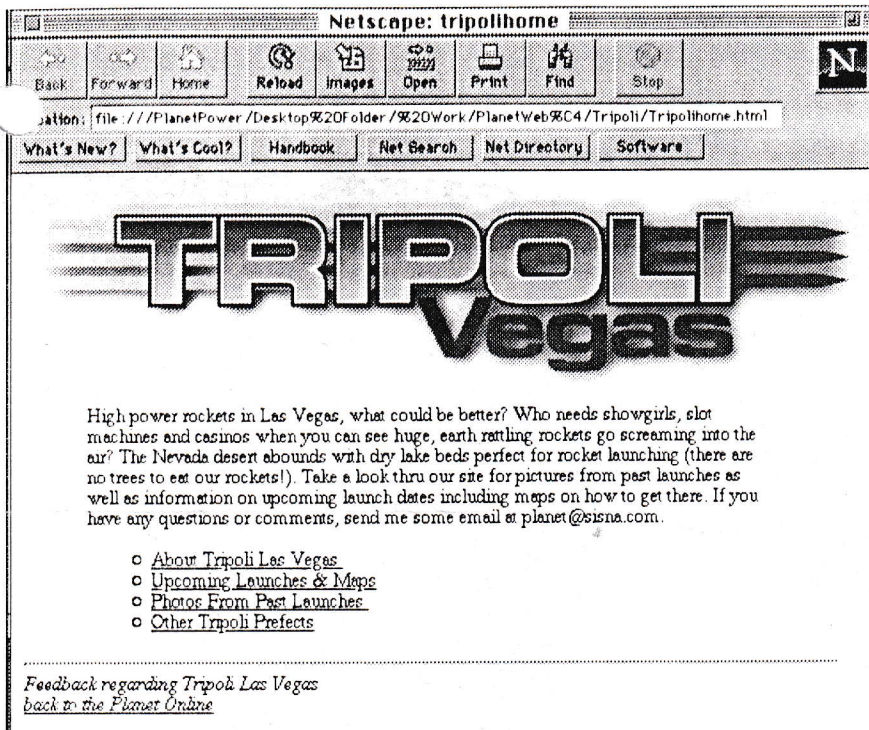 Netscape: tripolihome
Back Forward Home Reload Images Open Print Find Stop
N
ation: file:///PlanetPower/Desktop%20Folder/%20Work/PlanetWeb%C4/Tripoli/Tripolihome.html
What's New? What's Cool? Handbook Net Search Net Directory Software
TRIPOLI
Vegas
High power rockets in Las Vegas, what could be better? Who needs showgirls, slot
machines and casinos when you can see huge, earth rattling rockets go screaming into the
air? The Nevada desert abounds with dry lake beds perfect for rocket launching (there are
no trees to eat our rockets!). Take a look thru our site for pictures from past launches as
well as information on upcoming launch dates including maps on how to get there. If you
have any questions or comments, send me some email at planet@sisna.com.
About Tripoli Las Vegas
Upcoming Launches & Maps
Photos From Past Launches
Other Tripoli Prefects
Feedback regarding Tripoli Las Vegas
back to the Planet Online